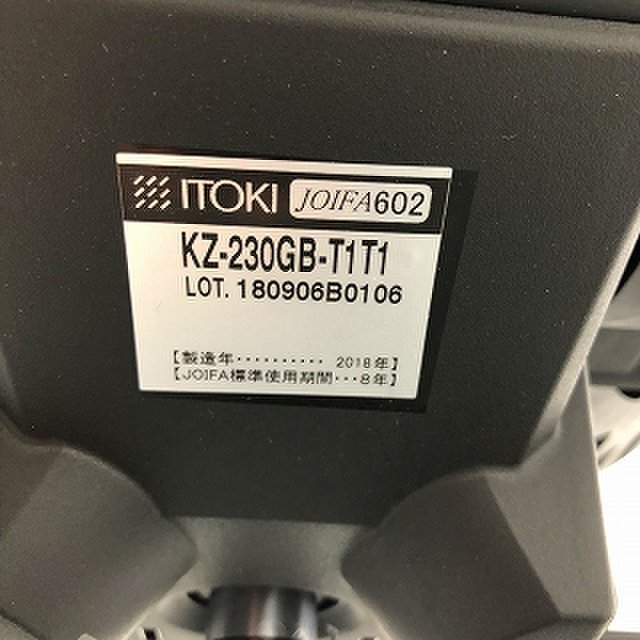 ITOKI JOIFA602
KZ-230GB-T1T1
LOT. 180906B0106
【製造年・・・・・・・・・・ 2018年】
【JOIFA標準使用期間・・・8年】